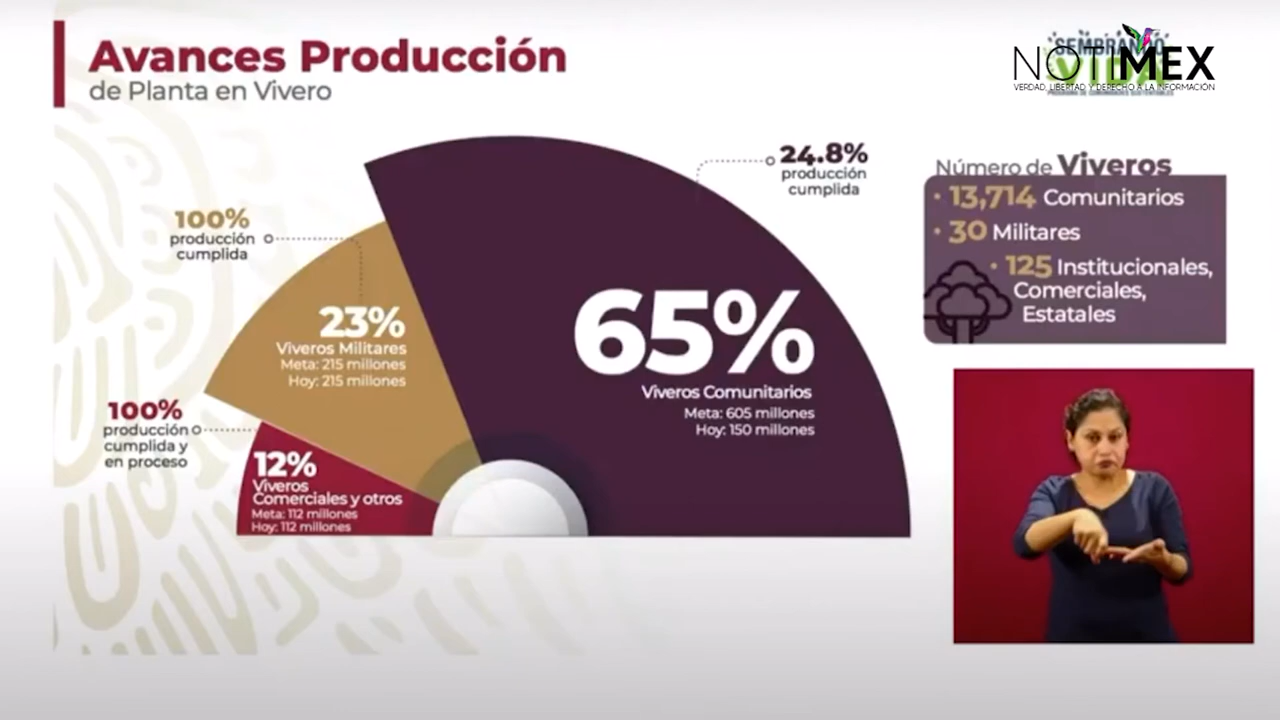 Avances Producción
de Planta en Vivero
SEMBRANDO
VIDA
NOTIMEX
VERDAD, LIBERTAD Y DERECHO A LA INFORMACIÓN
24.8%
producción
cumplida
100%
producción
cumplida
23%
Viveros Militares
Meta: 215 millones
Hoy: 215 millones
65%
Viveros Comunitarios
Meta: 605 millones
Hoy: 150 millones
100%
producción
cumplida y
en proceso
12%
Viveros
Comerciales y otros
Meta: 112 millones
Hoy: 112 millones
Número de Viveros
• 13,714 Comunitarios
• 30 Militares
• 125 Institucionales,
Comerciales,
Estatales